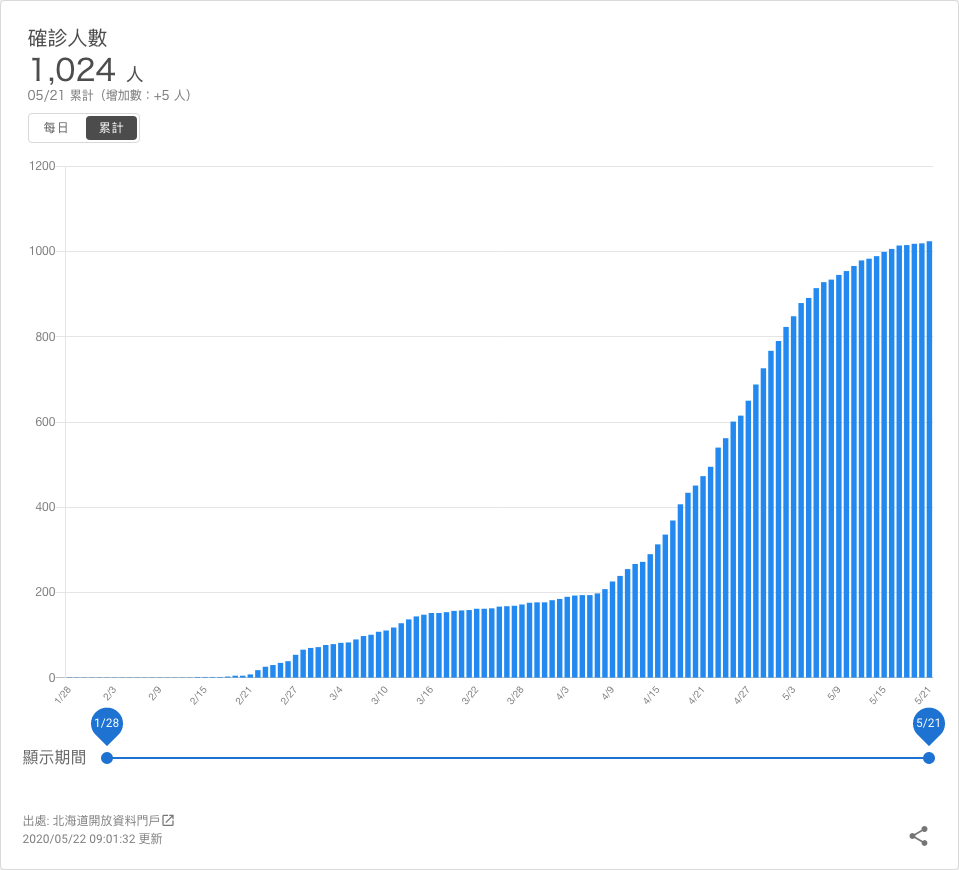 確診人數
1,024 人
05/21 累計（增加數：+5 人）
每日 累計
1200
1000
800
600
400
200
0
1/28 2/3 2/9 2/15 2/21 2/27 3/4 3/10 3/16 3/22 3/28 4/3 4/9 4/15 4/21 4/27 5/3 5/9 5/15 5/21
1/28 5/21
顯示期間
出處: 北海道開放資料門戶
2020/05/22 09:01:32 更新